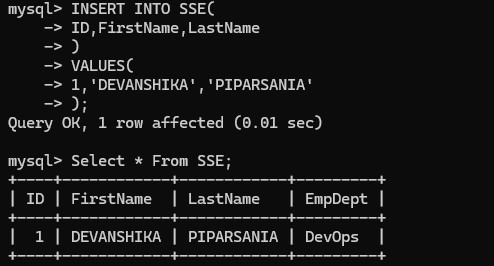 mysql> INSERT INTO SSE(
    -> ID,FirstName,LastName
    -> )
    -> VALUES(
    -> 1,'DEVANSHIKA','PIPARSANIA'
    -> );
Query OK, 1 row affected (0.01 sec)

mysql> Select * From SSE;
+----+------------+------------+---------+
| ID | FirstName  | LastName   | EmpDept |
+----+------------+------------+---------+
|  1 | DEVANSHIKA | PIPARSANIA | DevOps  |
+----+------------+------------+---------+